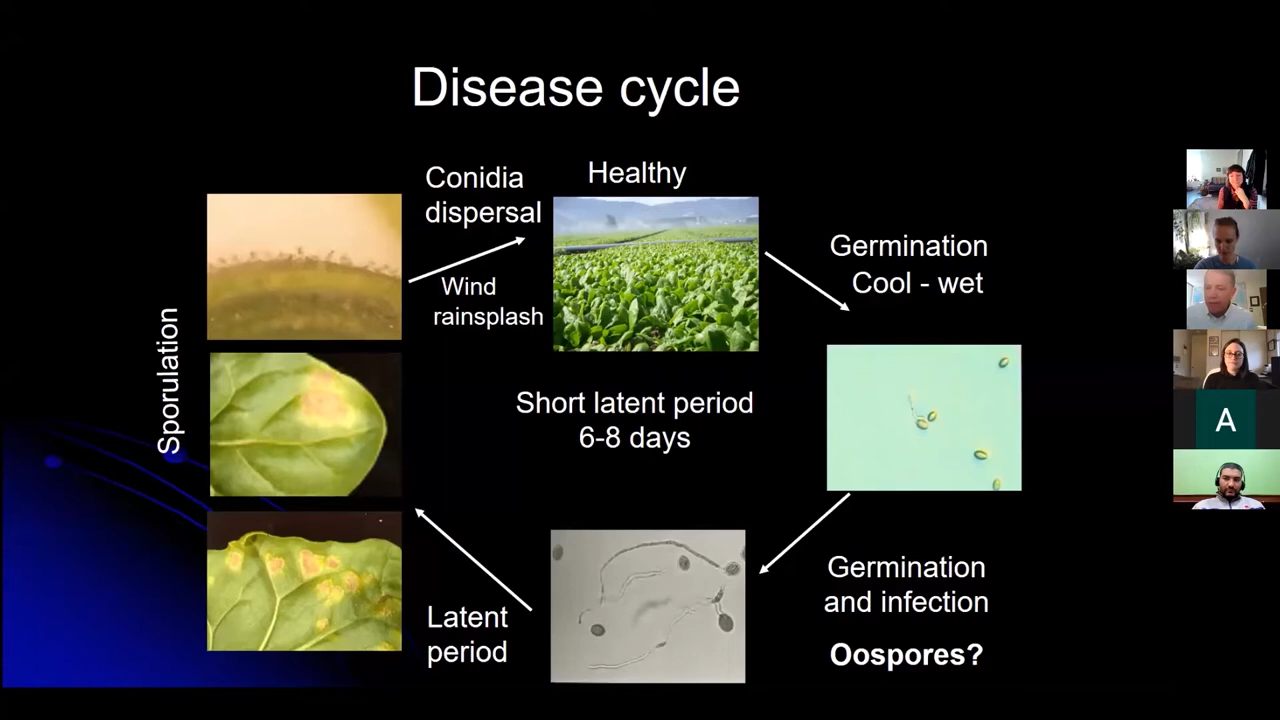 Disease cycle
Conidia
dispersal
Healthy
Wind
rainsplash
Germination
Cool - wet
Sporulation
Short latent period
6-8 days
Germination
and infection
Oospores?
Latent
period
A